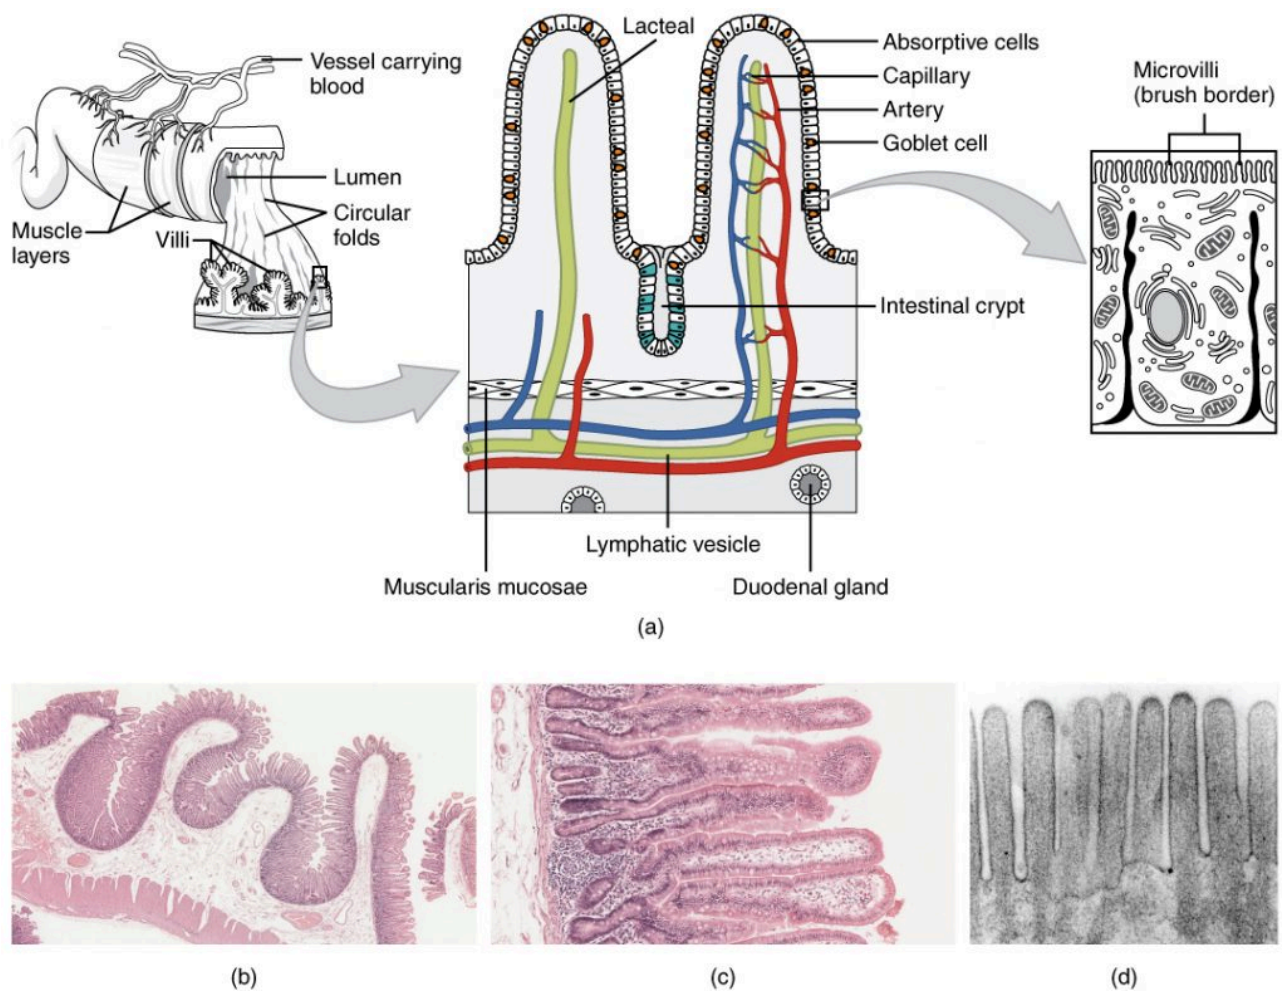 Lacteal
Vessel carrying
blood
Lumen
Circular
folds
Muscle
layers
Villi
Absorptive cells
Capillary
Artery
Goblet cell
Intestinal crypt
Microvilli
(brush border)
Lymphatic vesicle
Muscularis mucosae
Duodenal gland
(a)
(b)
(c)
(d)